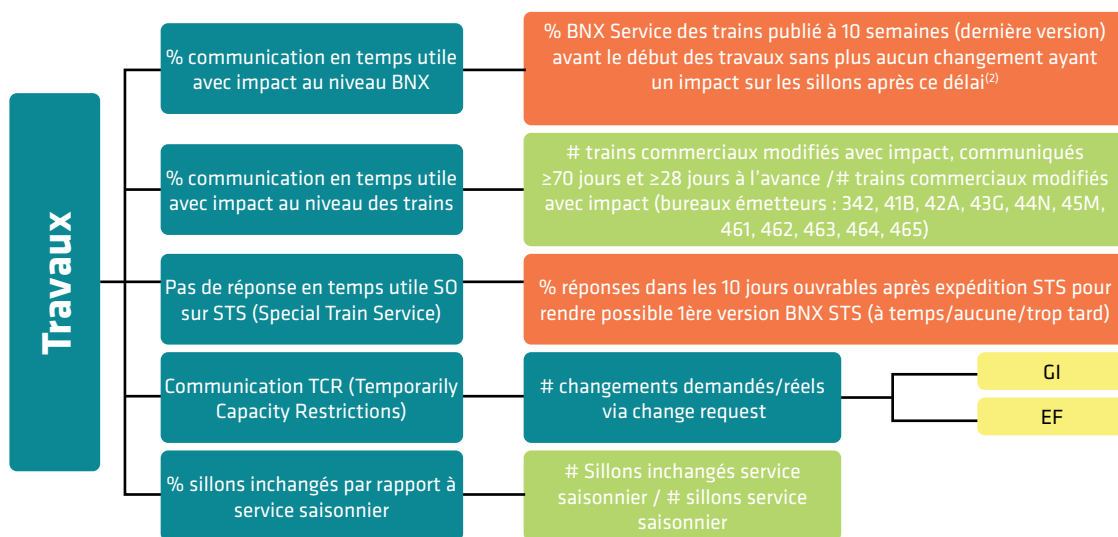 Travaux
% communication en temps utile
avec impact au niveau BNX
% BNX Service des trains publié à 10 semaines (dernière version)
avant le début des travaux sans plus aucun changement ayant
un impact sur les sillons après ce délai(2)
% communication en temps utile
avec impact au niveau des trains
# trains commerciaux modifiés avec impact, communiqués
≥70 jours et ≥28 jours à l'avance /# trains commerciaux modifiés
avec impact (bureaux émetteurs : 342, 41B, 42A, 43G, 44N, 45M,
461, 462, 463, 464, 465)
Pas de réponse en temps utile SO
sur STS (Special Train Service)
% réponses dans les 10 jours ouvrables après expédition STS pour
rendre possible 1ère version BNX STS (à temps/aucune/trop tard)
Communication TCR (Temporarily
Capacity Restrictions)
# changements demandés/réels
via change request
GI
EF
% sillons inchangés par rapport à
service saisonnier
# Sillons inchangés service
saisonnier / # sillons service
saisonnier